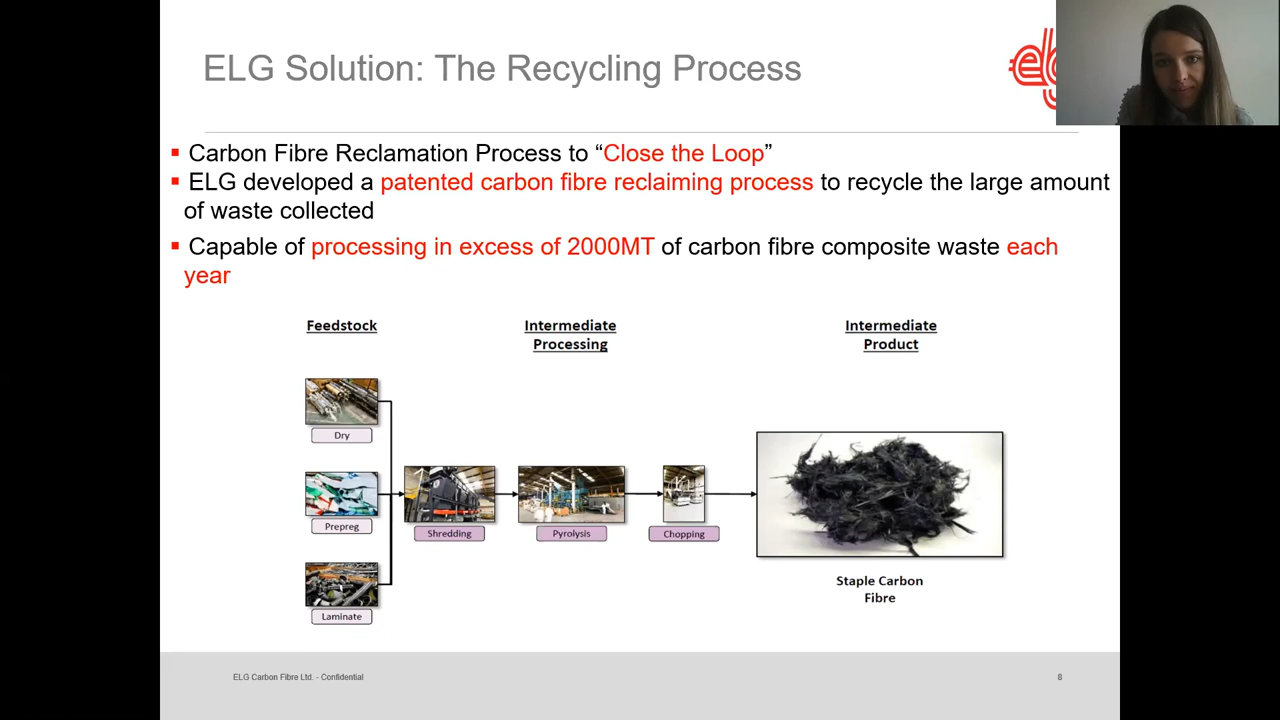 ELG Solution: The Recycling Process
elg
▪ Carbon Fibre Reclamation Process to “Close the Loop”
▪ ELG developed a patented carbon fibre reclaiming process to recycle the large amount
of waste collected
▪ Capable of processing in excess of 2000MT of carbon fibre composite waste each
year
Feedstock
Intermediate
Processing
Intermediate
Product
Dry
Prepreg
Laminate
Shredding
Pyrolysis
Chopping
Staple Carbon
Fibre
ELG Carbon Fibre Ltd. - Confidential
8